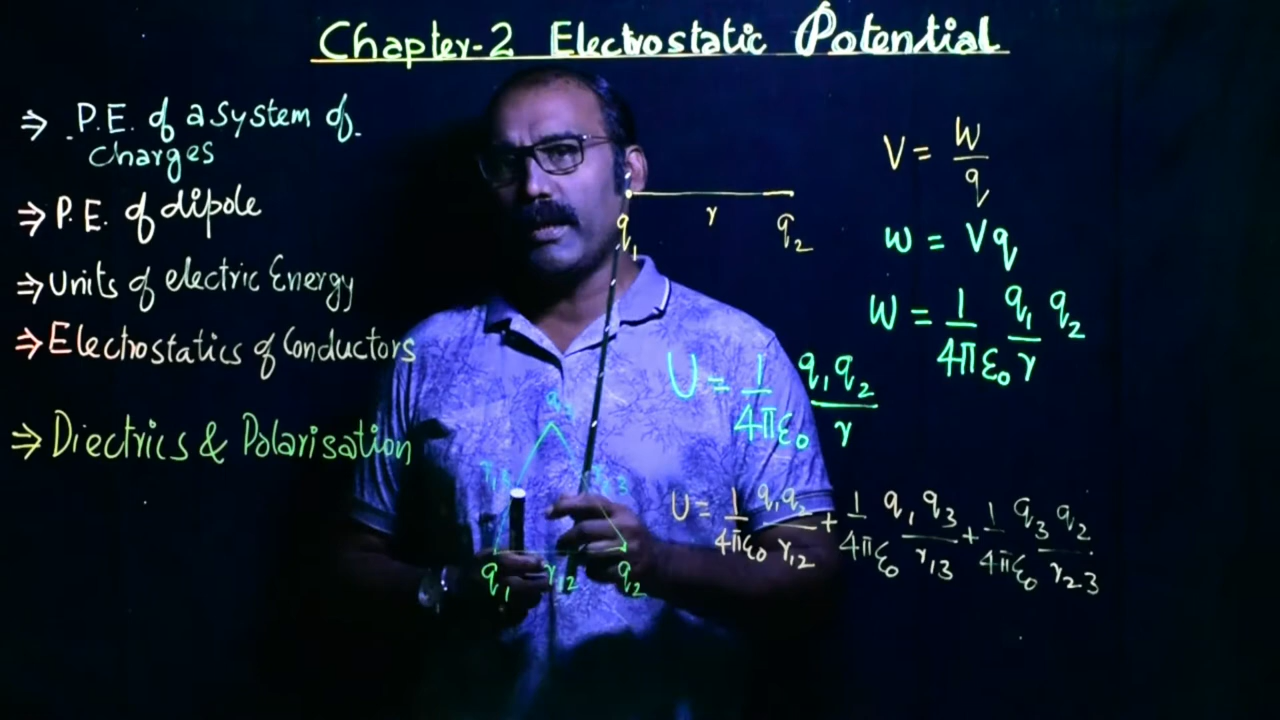 Chapter-2 Electrostatic Potential
⇒ P.E. of a System of
charges
⇒ P.E. of dipole
⇒ Units of electric Energy
⇒ Electrostatics of Conductors
⇒ Diectrics & Polarisation
r
q₁ q₂
V = W/q
W = Vq
W = 1/4πε₀ q₁/r q₂
U = 1/4πε₀ q₁q₂/r
q₁ r₁₂ q₂
U = 1/4πε₀ q₁q₂/r₁₂ + 1/4πε₀ q₁q₃/r₁₃ + 1/4πε₀ q₃q₂/r₂₃